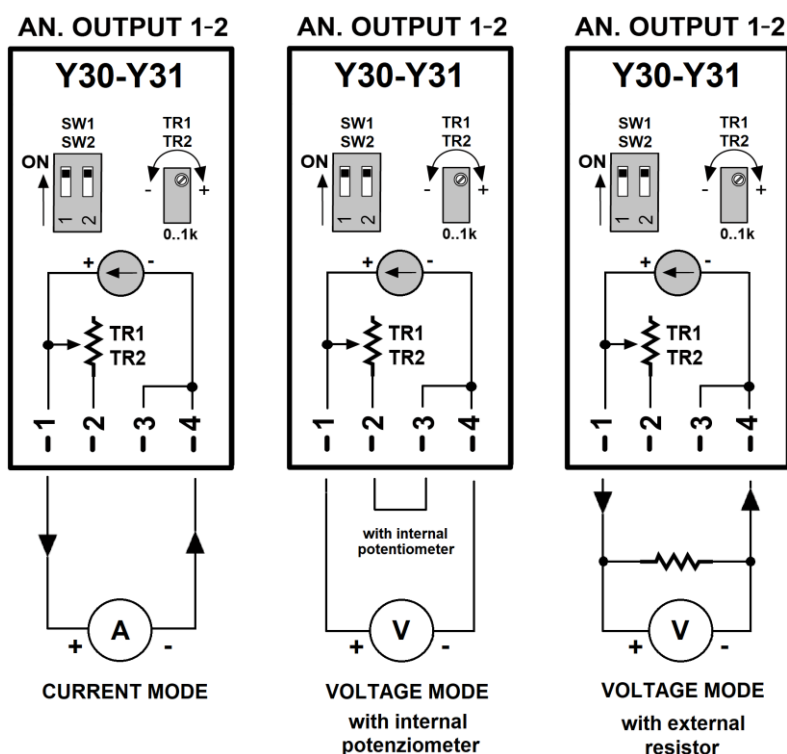 AN. OUTPUT 1-2
Y30-Y31
SW1
SW2
TR1
TR2
ON
- +
1 2
0..1k
+ -
TR1
TR2
1 2 3 4
A
+ -
CURRENT MODE
AN. OUTPUT 1-2
Y30-Y31
SW1
SW2
TR1
TR2
ON
- +
1 2
0..1k
+ -
TR1
TR2
1 2 3 4
with internal
potentiometer
V
+ -
VOLTAGE MODE
with internal
potenziometer
AN. OUTPUT 1-2
Y30-Y31
SW1
SW2
TR1
TR2
ON
- +
1 2
0..1k
+ -
TR1
TR2
1 2 3 4
V
+ -
VOLTAGE MODE
with external
resistor